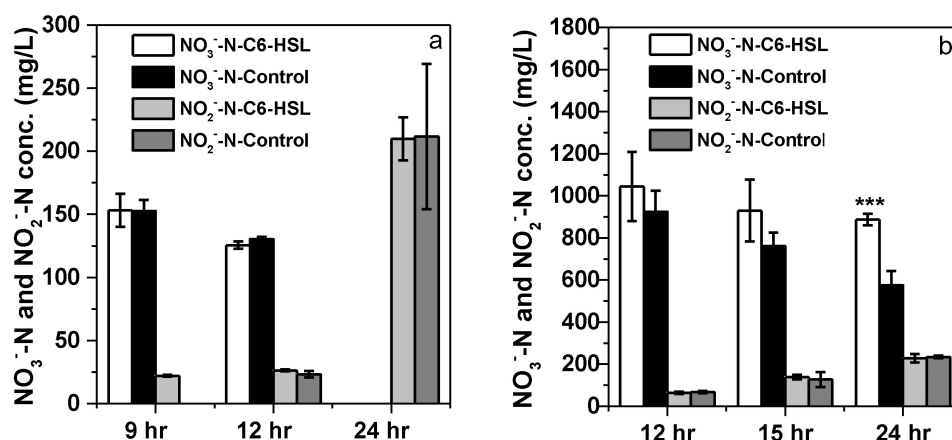 NO₃⁻-N and NO₂⁻-N conc. (mg/L)
300
250
200
150
100
50
0
a
NO₃⁻-N-C6-HSL
NO₃⁻-N-Control
NO₂⁻-N-C6-HSL
NO₂⁻-N-Control
9 hr 12 hr 24 hr
NO₃⁻-N and NO₂⁻-N conc. (mg/L)
1800
1600
1400
1200
1000
800
600
400
200
0
b
NO₃⁻-N-C6-HSL
NO₃⁻-N-Control
NO₂⁻-N-C6-HSL
NO₂⁻-N-Control
***
12 hr 15 hr 24 hr